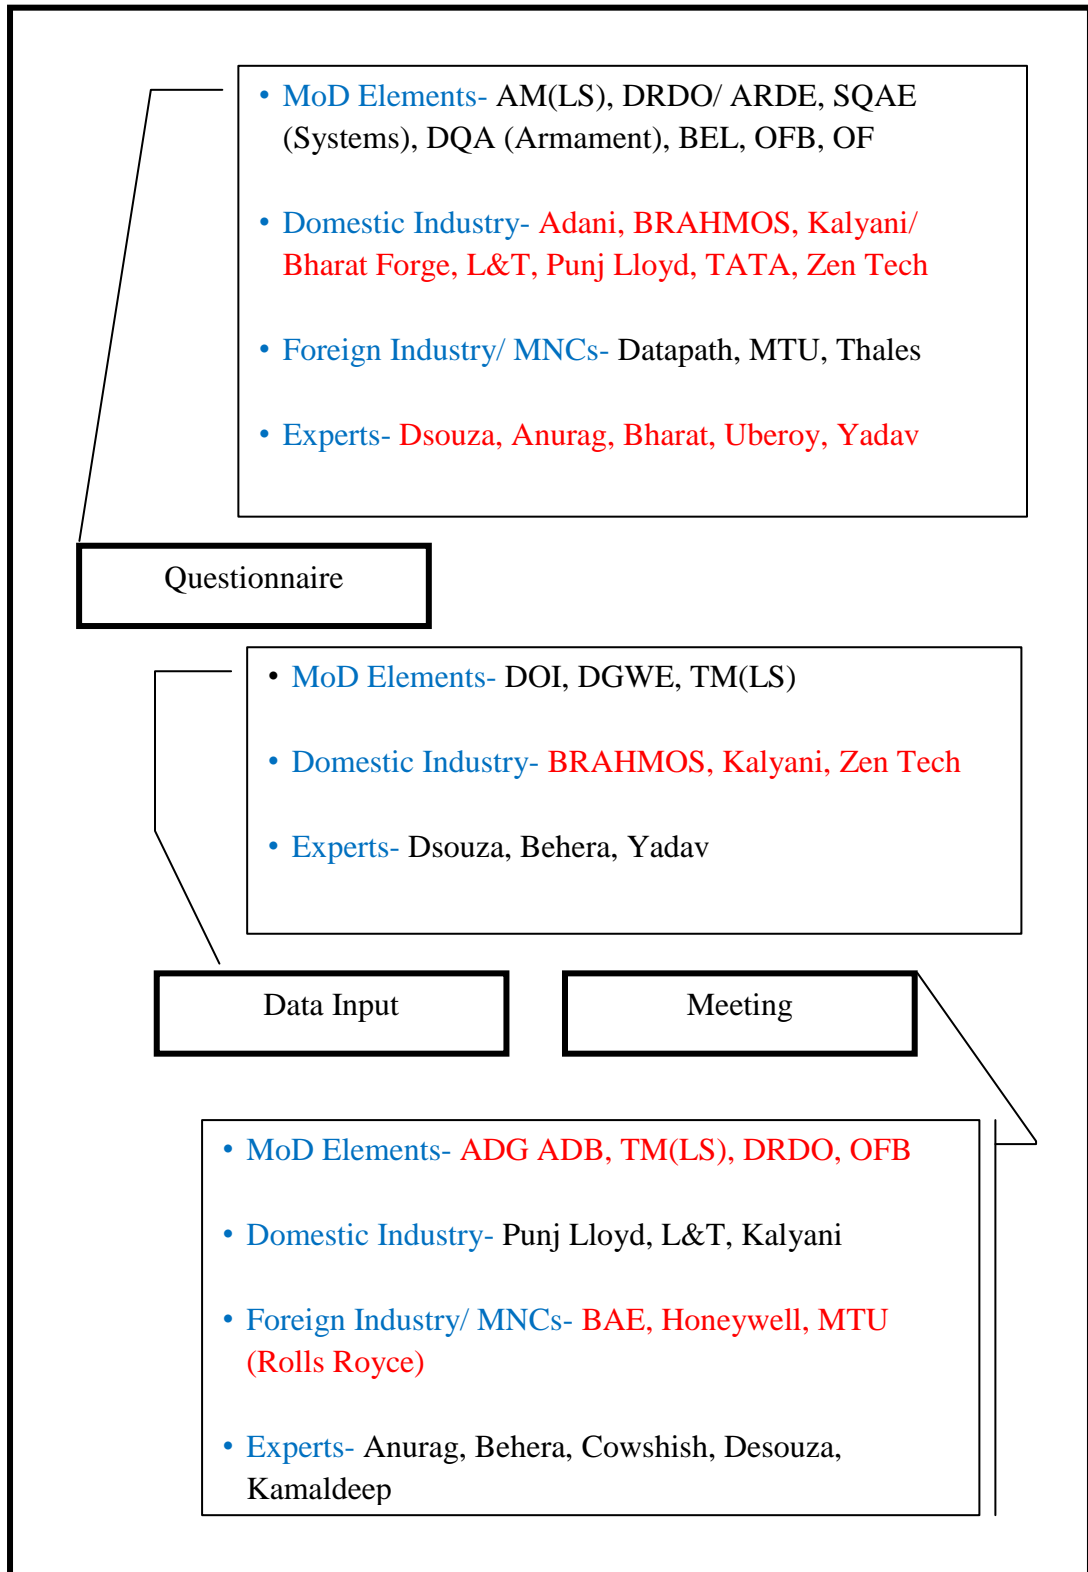 • MoD Elements- AM(LS), DRDO/ ARDE, SQAE
(Systems), DQA (Armament), BEL, OFB, OF
• Domestic Industry- Adani, BRAHMOS, Kalyani/
Bharat Forge, L&T, Punj Lloyd, TATA, Zen Tech
• Foreign Industry/ MNCs- Datapath, MTU, Thales
• Experts- Dsouza, Anurag, Bharat, Uberoy, Yadav
Questionnaire
• MoD Elements- DOI, DGWE, TM(LS)
• Domestic Industry- BRAHMOS, Kalyani, Zen Tech
• Experts- Dsouza, Behera, Yadav
Data Input
Meeting
• MoD Elements- ADG ADB, TM(LS), DRDO, OFB
• Domestic Industry- Punj Lloyd, L&T, Kalyani
• Foreign Industry/ MNCs- BAE, Honeywell, MTU
(Rolls Royce)
• Experts- Anurag, Behera, Cowshish, Desouza,
Kamaldeep